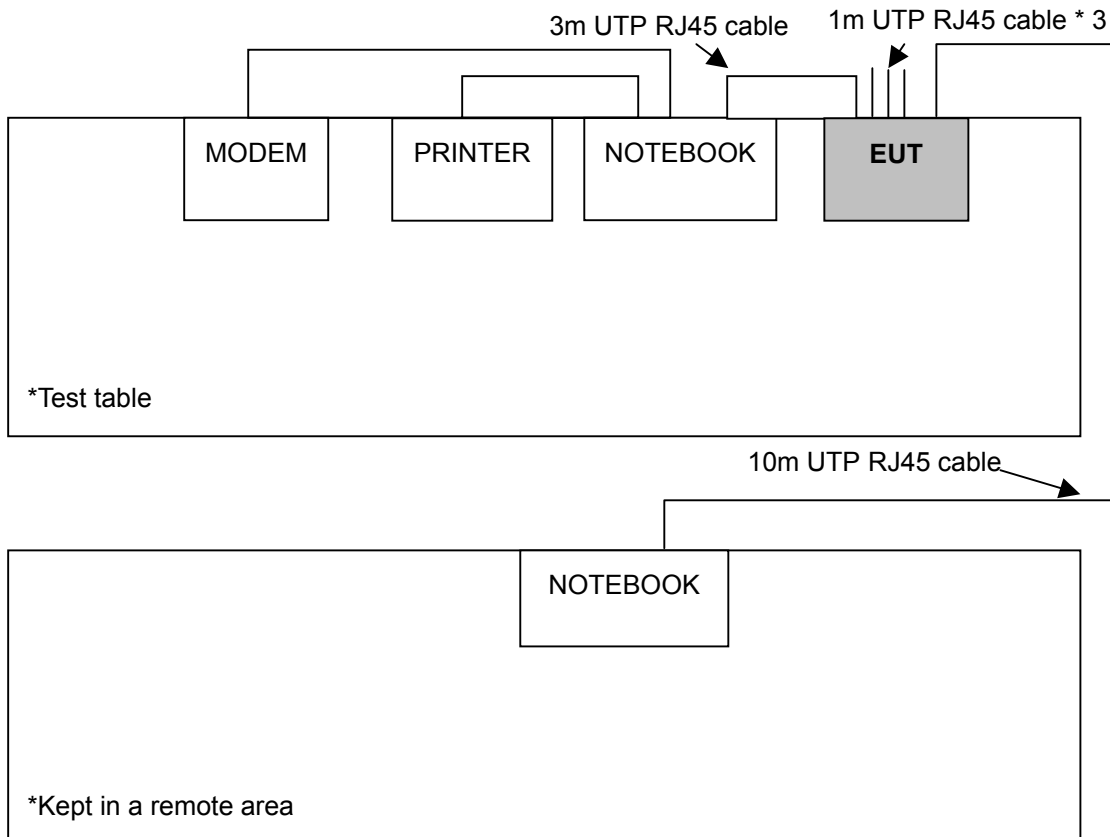 3m UTP RJ45 cable
1m UTP RJ45 cable * 3
MODEM
PRINTER
NOTEBOOK
EUT
*Test table
10m UTP RJ45 cable
NOTEBOOK
*Kept in a remote area